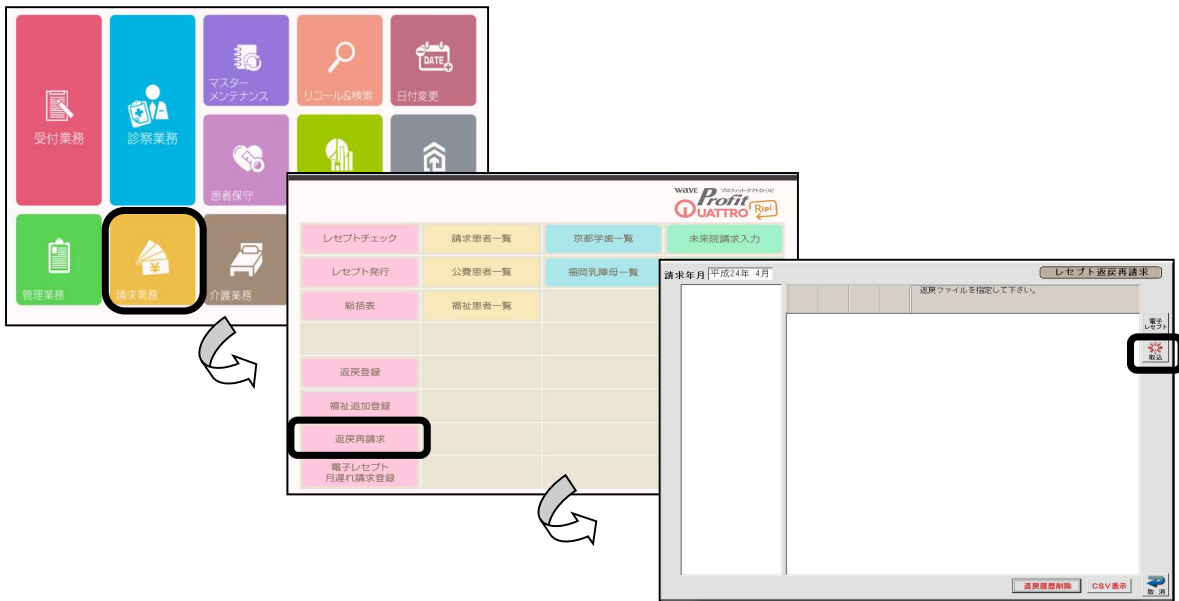 DATE
マスター
メンテナンス
リコール&検索
日付変更
受付業務
診察業務
患者保守
管理業務
請求業務
介護業務
wave Profit プロフィット・クアトロ・リピ
QUATTRO Ripi
レセプトチェック
請求患者一覧
京都学歯一覧
未来院請求入力
レセプト発行
公費患者一覧
福岡乳障母一覧
総括表
福祉患者一覧
返戻登録
福祉追加登録
返戻再請求
電子レセプト
月遅れ請求登録
請求年月 平成24年 4月
レセプト返戻再請求
返戻ファイルを指定して下さい。
電子
レセプト
取込
返戻履歴削除
CSV表示
取消